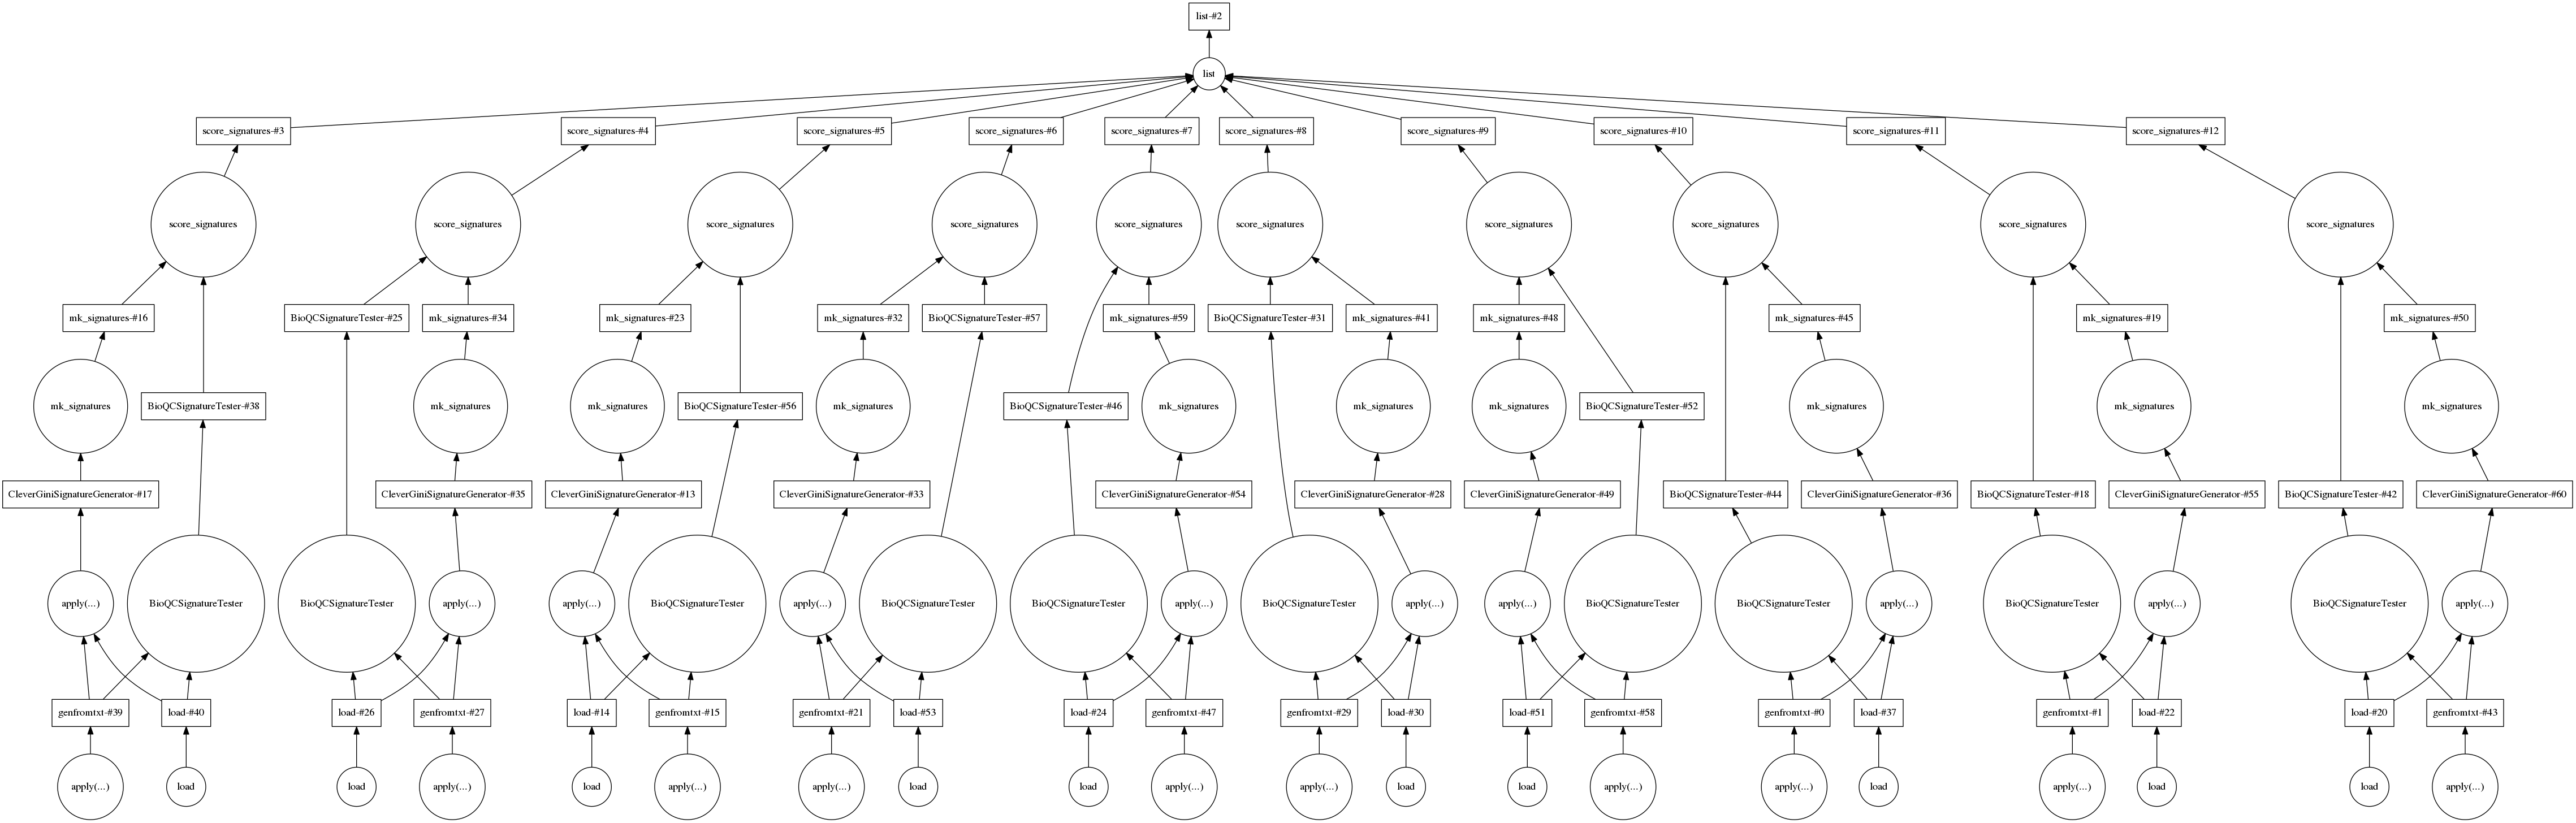 list-#2
list
score_signatures-#3
score_signatures-#4
score_signatures-#5
score_signatures-#6
score_signatures-#7
score_signatures-#8
score_signatures-#9
score_signatures-#10
score_signatures-#11
score_signatures-#12
score_signatures
score_signatures
score_signatures
score_signatures
score_signatures
score_signatures
score_signatures
score_signatures
score_signatures
score_signatures
mk_signatures-#16
BioQCSignatureTester-#25
mk_signatures-#34
mk_signatures-#23
mk_signatures-#32
BioQCSignatureTester-#57
mk_signatures-#59
BioQCSignatureTester-#31
mk_signatures-#41
mk_signatures-#48
mk_signatures-#45
mk_signatures-#19
mk_signatures-#50
mk_signatures
BioQCSignatureTester-#38
mk_signatures
mk_signatures
BioQCSignatureTester-#56
mk_signatures
BioQCSignatureTester-#46
mk_signatures
mk_signatures
mk_signatures
BioQCSignatureTester-#52
mk_signatures
mk_signatures
mk_signatures
CleverGiniSignatureGenerator-#17
CleverGiniSignatureGenerator-#35
CleverGiniSignatureGenerator-#13
CleverGiniSignatureGenerator-#33
CleverGiniSignatureGenerator-#54
CleverGiniSignatureGenerator-#28
CleverGiniSignatureGenerator-#49
BioQCSignatureTester-#44
CleverGiniSignatureGenerator-#36
BioQCSignatureTester-#18
CleverGiniSignatureGenerator-#55
BioQCSignatureTester-#42
CleverGiniSignatureGenerator-#60
apply(...)
BioQCSignatureTester
BioQCSignatureTester
apply(...)
apply(...)
BioQCSignatureTester
apply(...)
BioQCSignatureTester
BioQCSignatureTester
apply(...)
BioQCSignatureTester
apply(...)
apply(...)
BioQCSignatureTester
BioQCSignatureTester
apply(...)
BioQCSignatureTester
apply(...)
BioQCSignatureTester
apply(...)
genfromtxt-#39
load-#40
load-#26
genfromtxt-#27
load-#14
genfromtxt-#15
genfromtxt-#21
load-#53
load-#24
genfromtxt-#47
genfromtxt-#29
load-#30
load-#51
genfromtxt-#58
genfromtxt-#0
load-#37
genfromtxt-#1
load-#22
load-#20
genfromtxt-#43
apply(...)
load
load
apply(...)
load
apply(...)
apply(...)
load
load
apply(...)
apply(...)
load
load
apply(...)
apply(...)
load
apply(...)
load
load
apply(...)